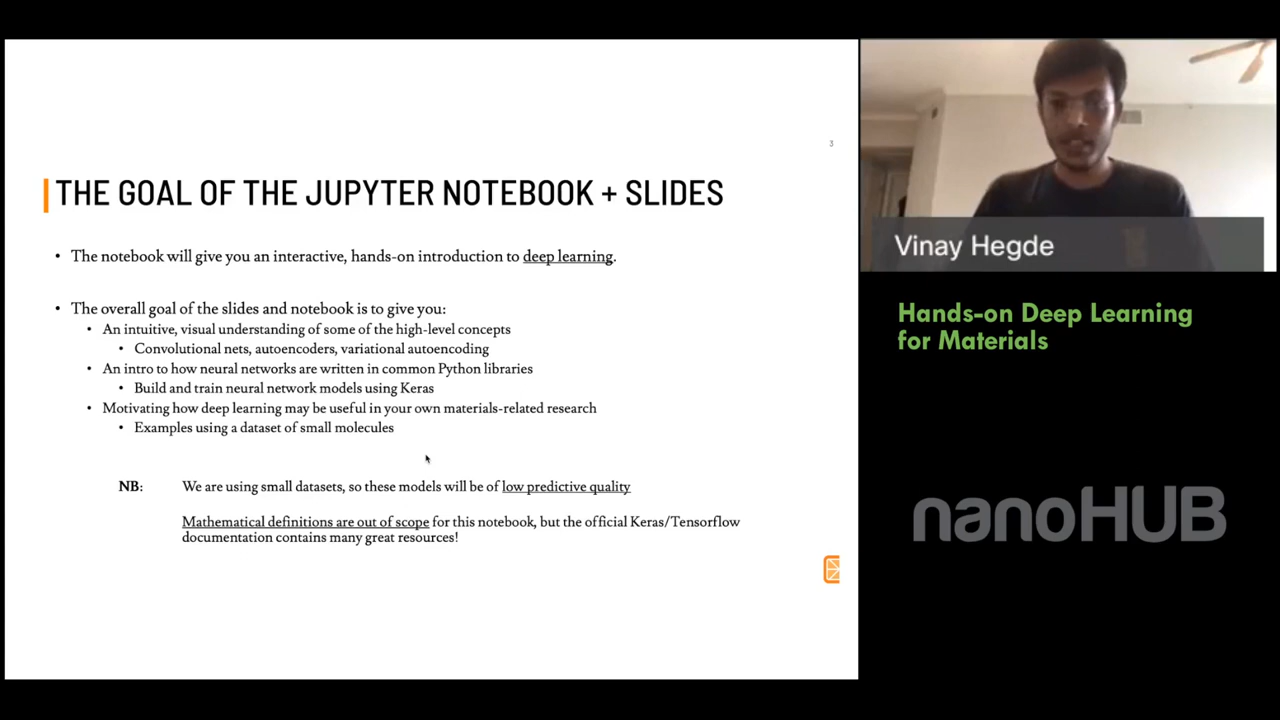 3
THE GOAL OF THE JUPYTER NOTEBOOK + SLIDES
• The notebook will give you an interactive, hands-on introduction to deep learning.
• The overall goal of the slides and notebook is to give you:
• An intuitive, visual understanding of some of the high-level concepts
• Convolutional nets, autoencoders, variational autoencoding
• An intro to how neural networks are written in common Python libraries
• Build and train neural network models using Keras
• Motivating how deep learning may be useful in your own materials-related research
• Examples using a dataset of small molecules
NB: We are using small datasets, so these models will be of low predictive quality
Mathematical definitions are out of scope for this notebook, but the official Keras/Tensorflow
documentation contains many great resources!
Vinay Hegde
Hands-on Deep Learning
for Materials
nanoHUB